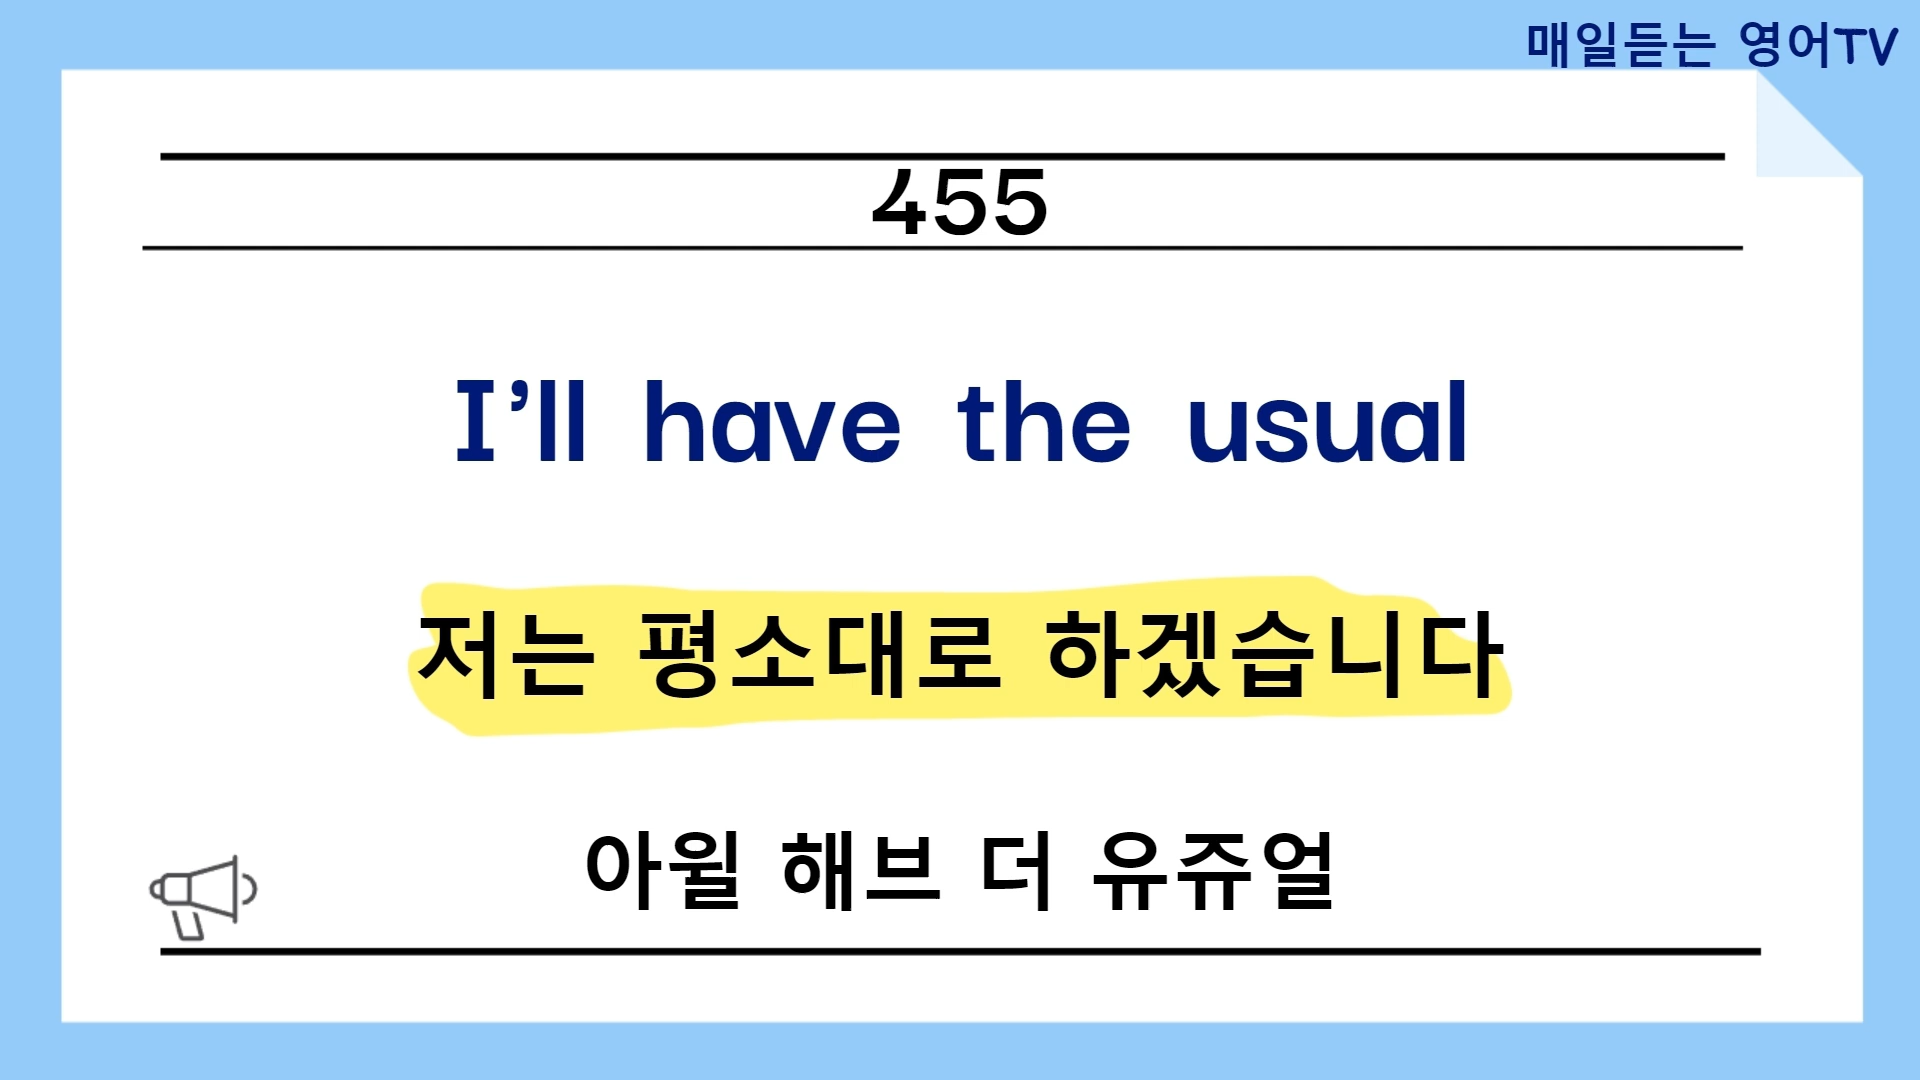 매일듣는 영어TV
455
I’ll have the usual
저는 평소대로 하겠습니다
아윌 해브 더 유쥬얼